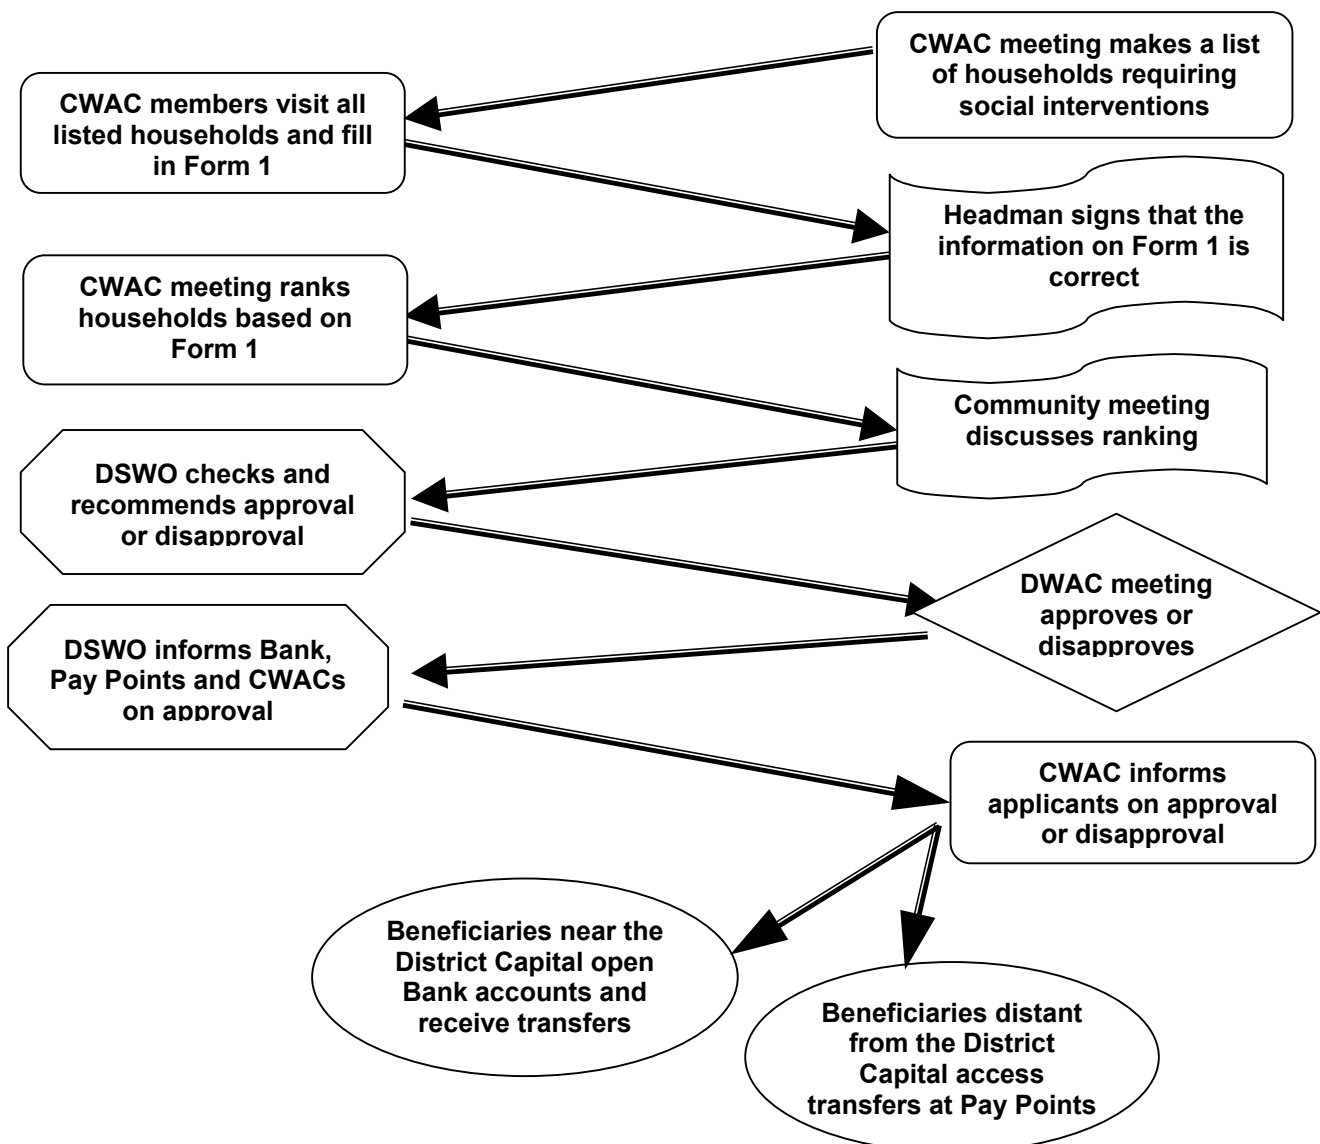 CWAC meeting makes a list
of households requiring
social interventions
CWAC members visit all
listed households and fill
in Form 1
Headman signs that the
information on Form 1 is
correct
CWAC meeting ranks
households based on
Form 1
Community meeting
discusses ranking
DSWO checks and
recommends approval
or disapproval
DWAC meeting
approves or
disapproves
DSWO informs Bank,
Pay Points and CWACs
on approval
CWAC informs
applicants on approval
or disapproval
Beneficiaries near the
District Capital open
Bank accounts and
receive transfers
Beneficiaries distant
from the District
Capital access
transfers at Pay Points